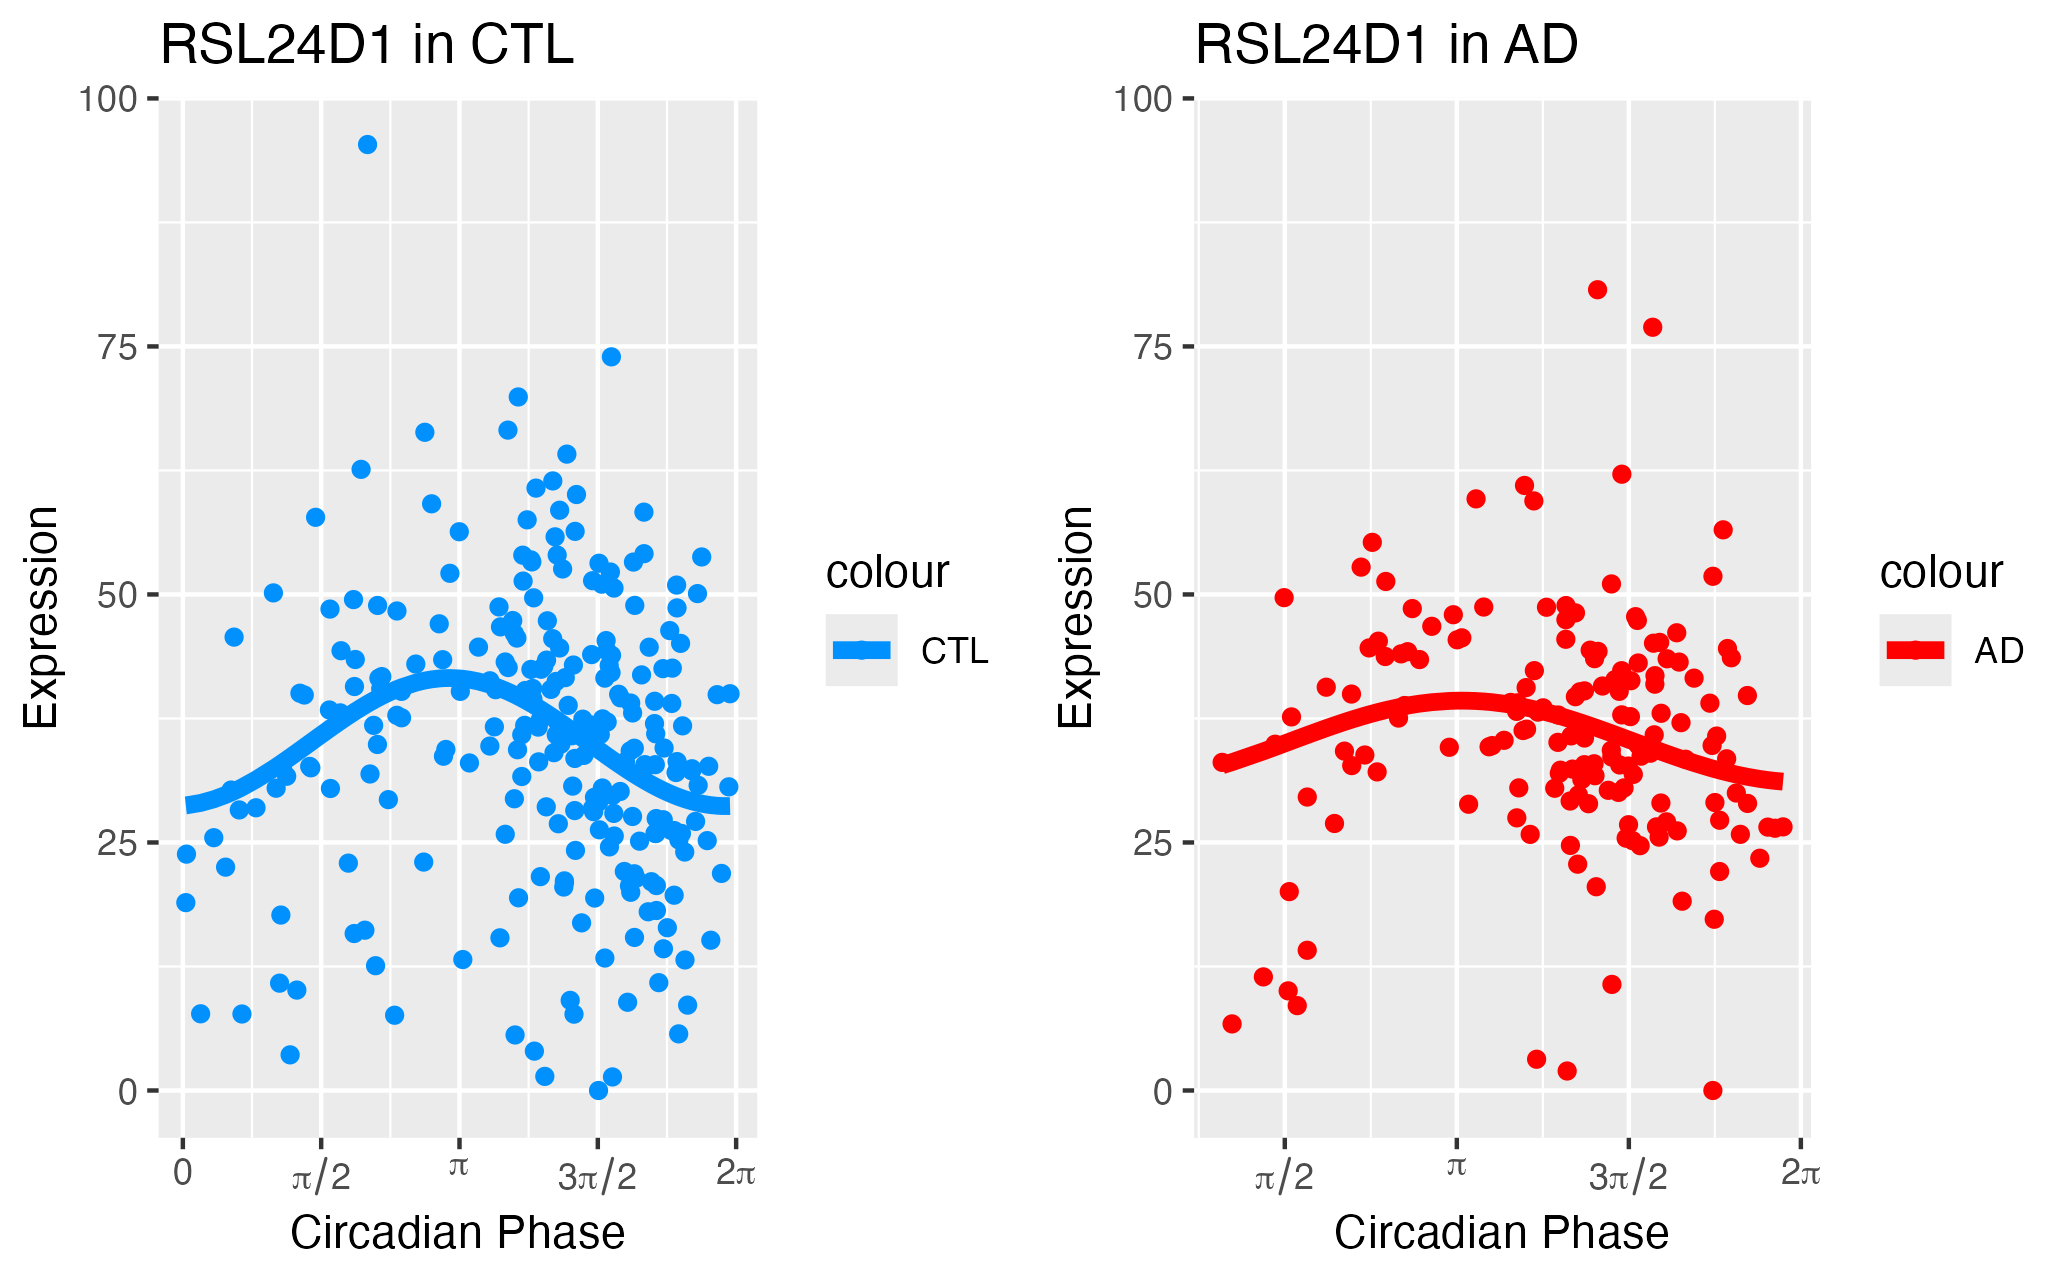 RSL24D1 in CTL
Expression
100
75
50
25
0
0 π/2 π 3π/2 2π
Circadian Phase
colour
CTL
RSL24D1 in AD
Expression
100
75
50
25
0
π/2 π 3π/2 2π
Circadian Phase
colour
AD